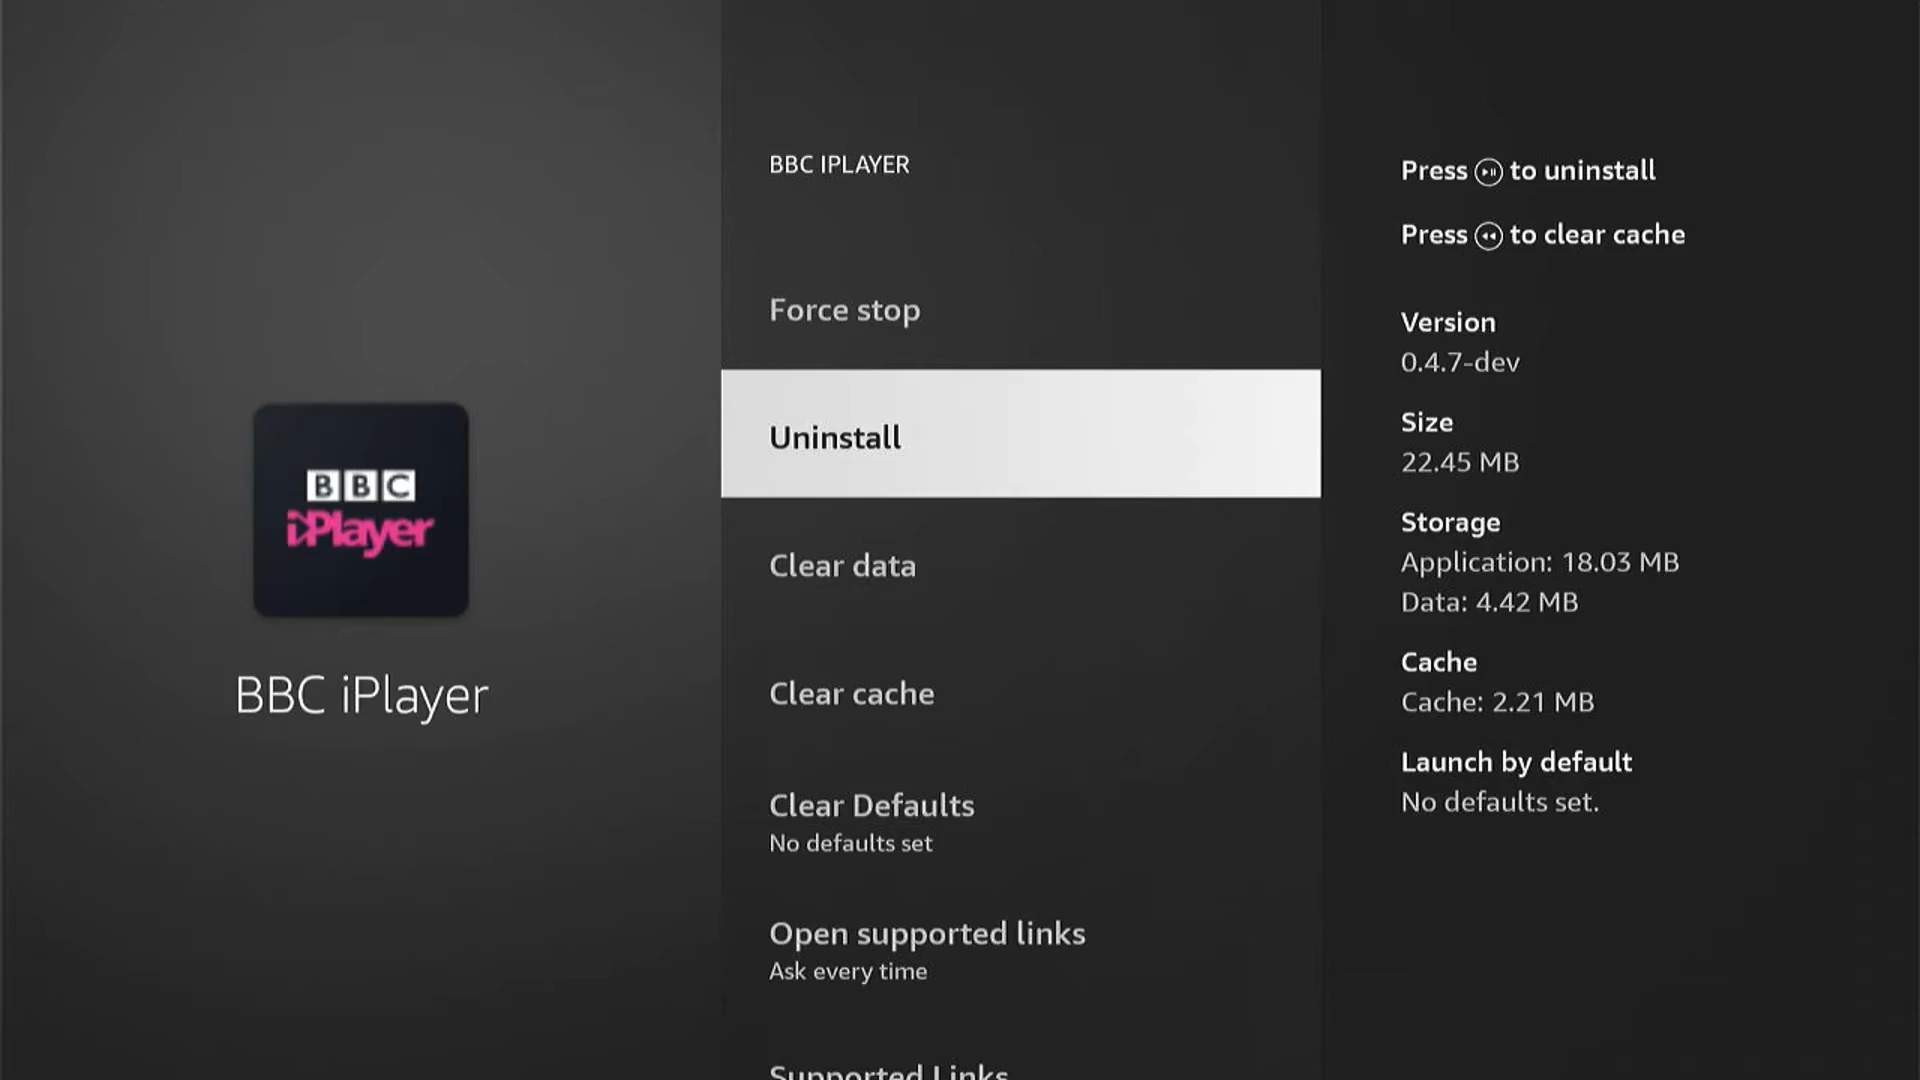 BBC
iPlayer
BBC iPlayer
BBC IPLAYER
Force stop
Uninstall
Clear data
Clear cache
Clear Defaults
No defaults set
Open supported links
Ask every time
Supported Links
Press to uninstall
Press to clear cache
Version
0.4.7-dev
Size
22.45 MB
Storage
Application: 18.03 MB
Data: 4.42 MB
Cache
Cache: 2.21 MB
Launch by default
No defaults set.